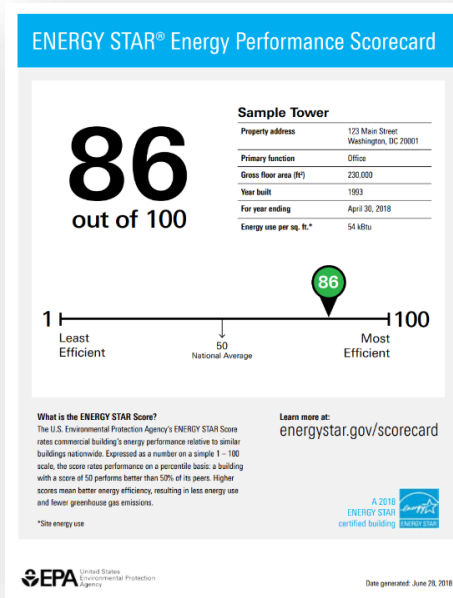 ENERGY STAR® Energy Performance Scorecard
86
out of 100
Sample Tower
Property address 123 Main Street
Washington, DC 20001
Primary function Office
Gross floor area (ft²) 230,000
Year built 1993
For year ending April 30, 2018
Energy use per sq. ft.* 54 kBtu
86
1 100
Least
Efficient
50
National Average
Most
Efficient
What is the ENERGY STAR Score?
The U.S. Environmental Protection Agency's ENERGY STAR Score
rates commercial building's energy performance relative to similar
buildings nationwide. Expressed as a number on a simple 1 – 100
scale, the score rates performance on a percentile basis: a building
with a score of 50 performs better than 50% of its peers. Higher
scores mean better energy efficiency, resulting in less energy use
and fewer greenhouse gas emissions.
*Site energy use
Learn more at:
energystar.gov/scorecard
A 2018
ENERGY STAR
certified building
energy
ENERGY STAR
EPA United States
Environmental Protection
Agency
Date generated: June 28, 2018